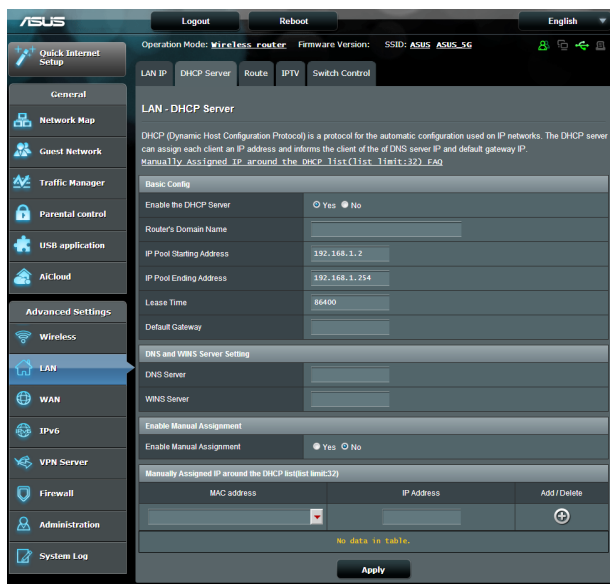 ASUS
Logout
Reboot
English
Quick Internet Setup
Operation Mode: Wireless router Firmware Version: SSID: ASUS ASUS_5G
LAN IP
DHCP Server
Route
IPTV
Switch Control
General
Network Map
Guest Network
Traffic Manager
Parental control
USB application
AiCloud
Advanced Settings
Wireless
LAN
WAN
IPv6
VPN Server
Firewall
Administration
System Log
LAN - DHCP Server
DHCP (Dynamic Host Configuration Protocol) is a protocol for the automatic configuration used on IP networks. The DHCP server
can assign each client an IP address and informs the client of the of DNS server IP and default gateway IP.
Manually Assigned IP around the DHCP list(list limit:32) FAQ
Basic Config
Enable the DHCP Server Yes No
Router's Domain Name
IP Pool Starting Address 192.168.1.2
IP Pool Ending Address 192.168.1.254
Lease Time 86400
Default Gateway
DNS and WINS Server Setting
DNS Server
WINS Server
Enable Manual Assignment
Enable Manual Assignment Yes No
Manually Assigned IP around the DHCP list(list limit:32)
MAC address IP Address Add / Delete
No data in table.
Apply